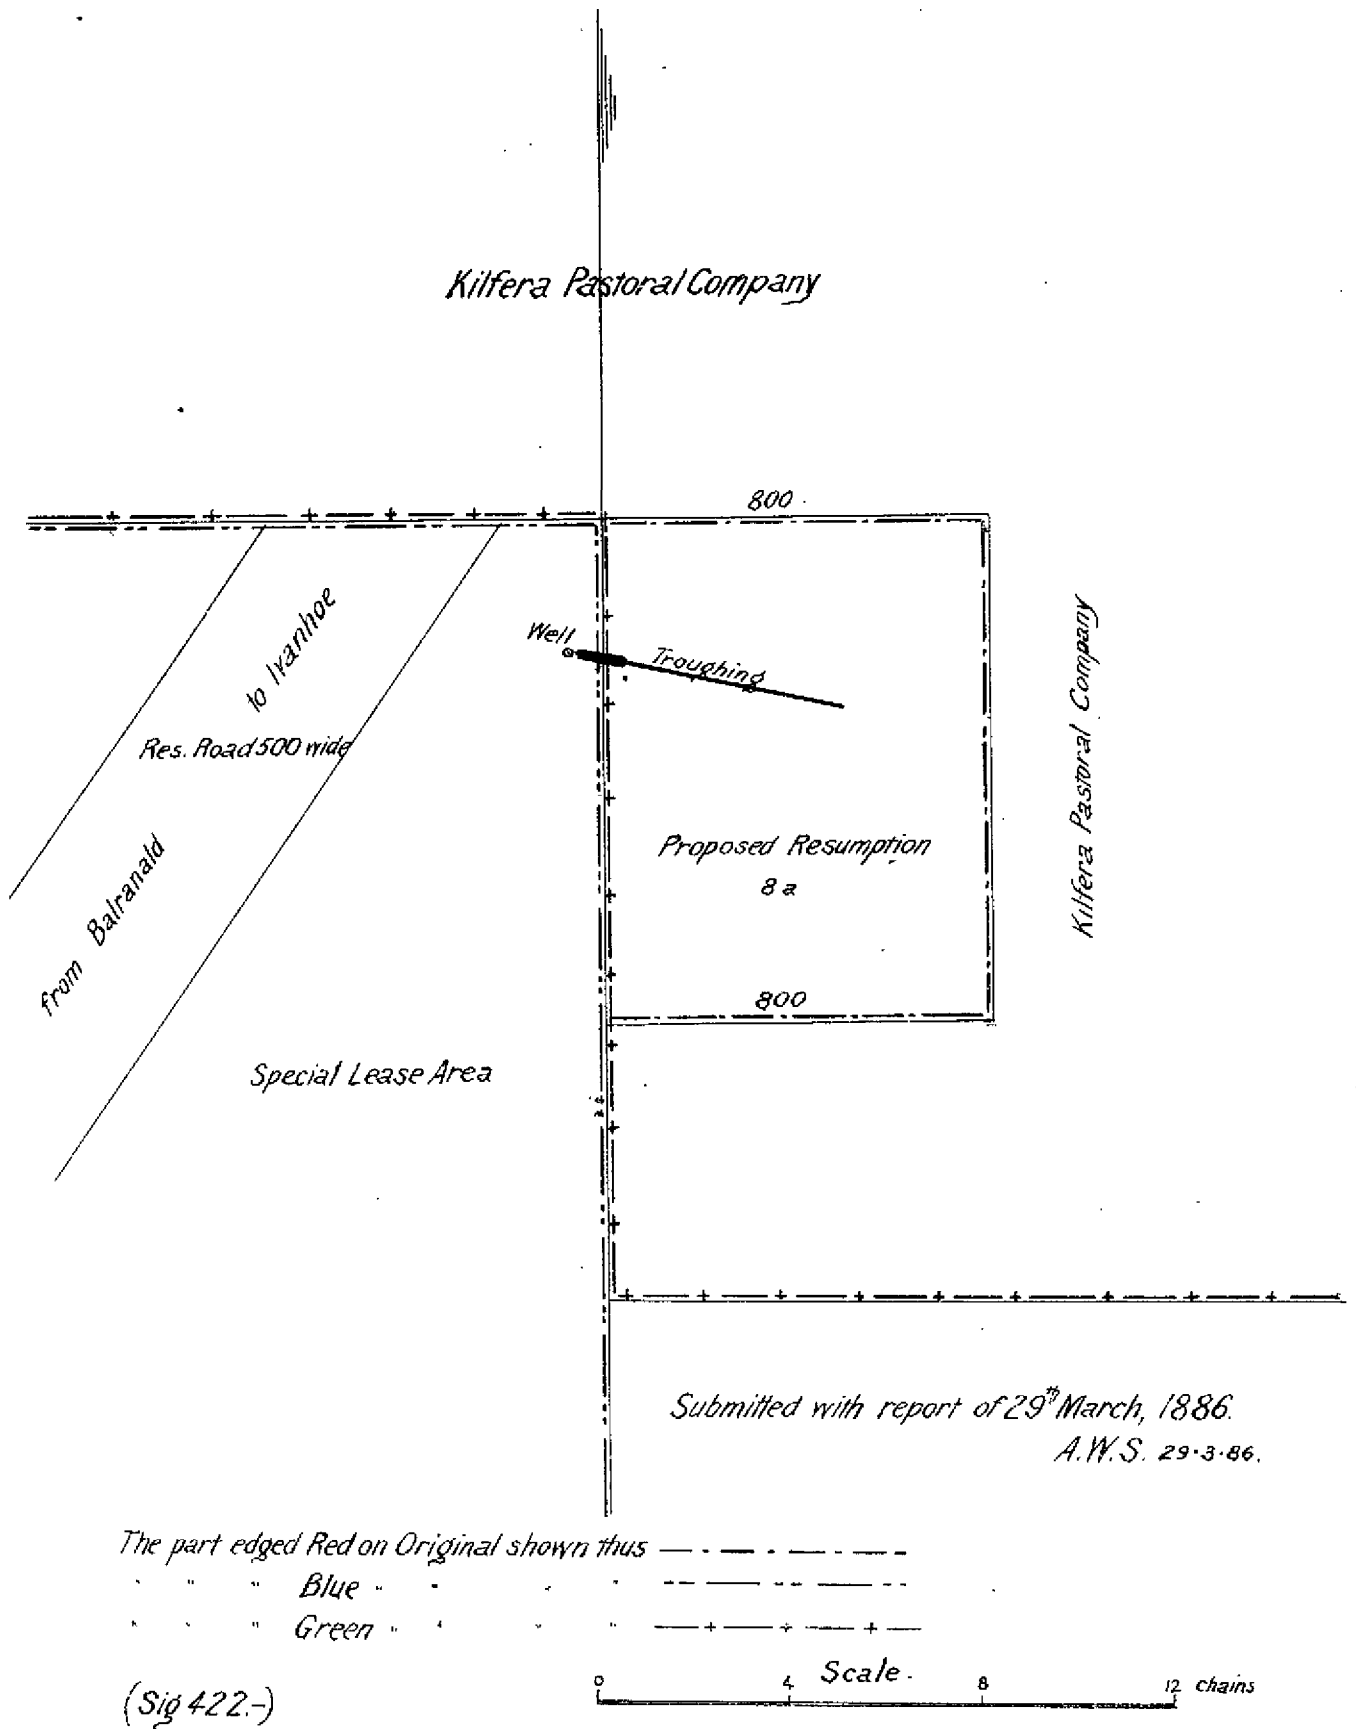 Kilfera Pastoral Company
800
to Ivanhoe
Well
Troughing
Kilfera Pastoral Company
Res. Road 500 wide
Proposed Resumption
8 a
from Balranald
800
Special Lease Area
Submitted with report of 29th March, 1886.
A.W.S. 29.3.86.
The part edged Red on Original shown thus
" " " Blue " " " "
" " " Green " " " "
Scale.
0 4 8 12 chains
(Sig 422.-)